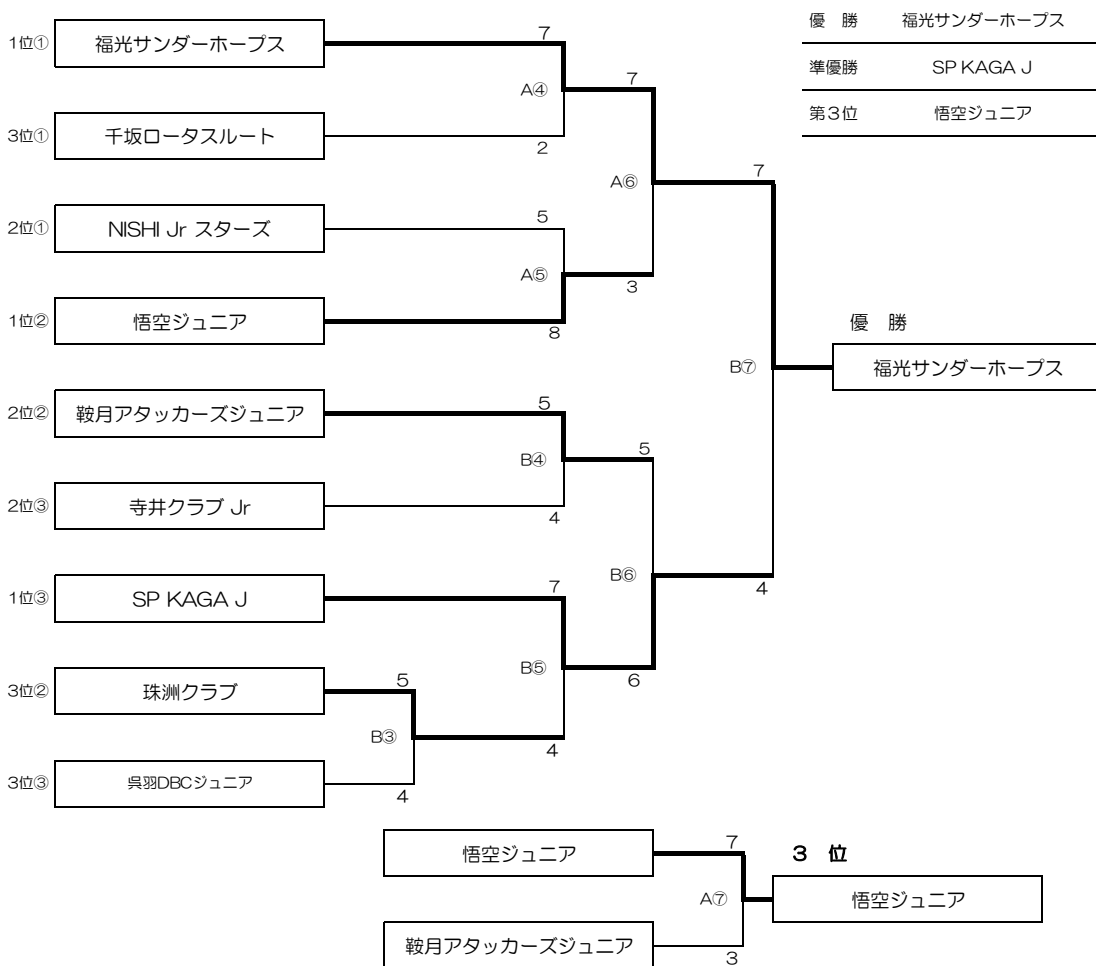 優　勝　福光サンダーホープス
準優勝　SP KAGA J
第３位　悟空ジュニア
1位① 福光サンダーホープス 7
A④ 7
3位① 千坂ロータスルート 2
A⑥ 7
2位① NISHI Jr スターズ 5
A⑤ 3
1位② 悟空ジュニア 8
優　勝
B⑦ 福光サンダーホープス
2位② 鞍月アタッカーズジュニア 5
B④ 5
2位③ 寺井クラブ Jr 4
B⑥ 4
1位③ SP KAGA J 7
B⑤ 6
3位② 珠洲クラブ 5
B③ 4
3位③ 呉羽DBCジュニア 4
悟空ジュニア 7
３　位
A⑦ 悟空ジュニア
鞍月アタッカーズジュニア 3